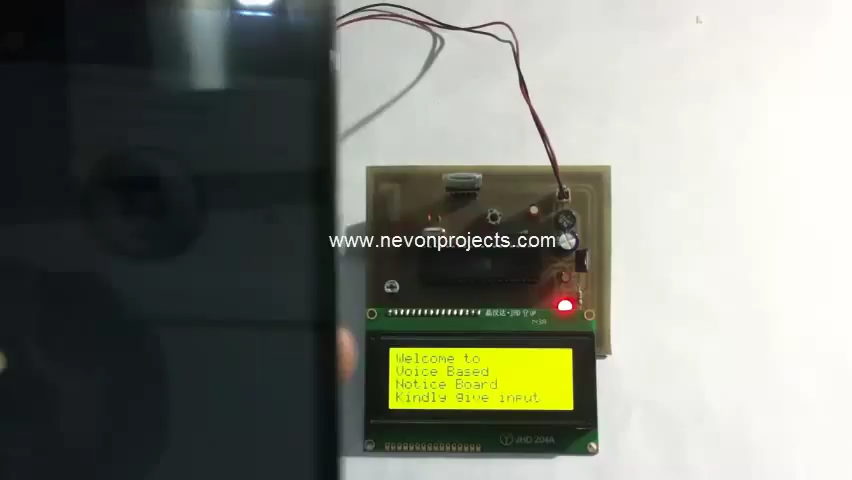 www.nevonprojects.com
Welcome to
Voice Based
Notice Board
Kindly give input
JHD 204A